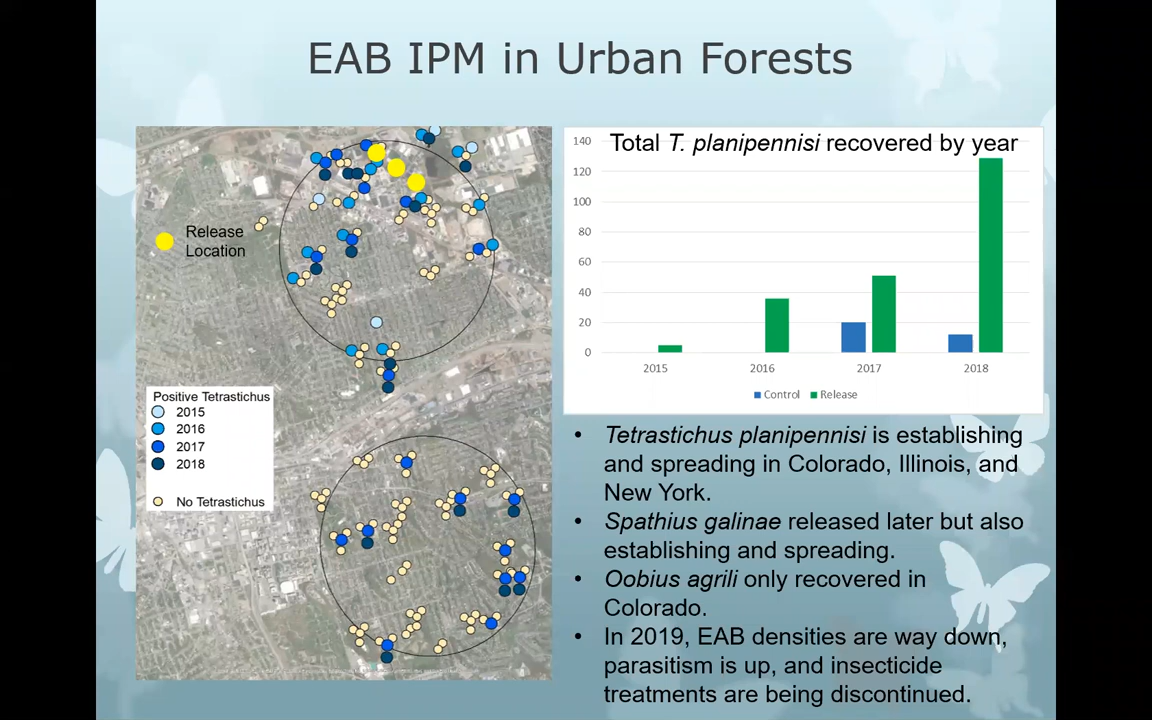 EAB IPM in Urban Forests
Release
Location
Positive Tetrastichus
2015
2016
2017
2018
No Tetrastichus
Total T. planipennisi recovered by year
140
120
100
80
60
40
20
0
2015 2016 2017 2018
Control Release
• Tetrastichus planipennisi is establishing
and spreading in Colorado, Illinois, and
New York.
• Spathius galinae released later but also
establishing and spreading.
• Oobius agrili only recovered in
Colorado.
• In 2019, EAB densities are way down,
parasitism is up, and insecticide
treatments are being discontinued.